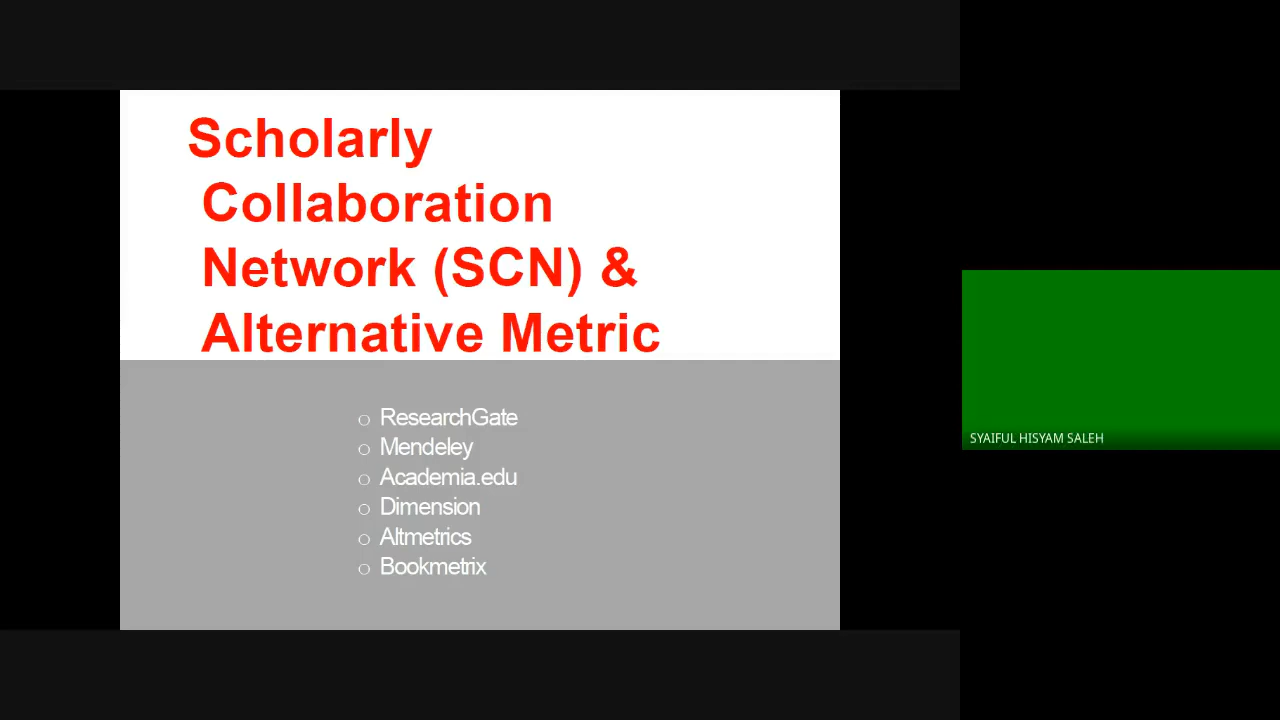 Scholarly
Collaboration
Network (SCN) &
Alternative Metric
ResearchGate
Mendeley
Academia.edu
Dimension
Altmetrics
Bookmetrix
SYAIFUL HISYAM SALEH